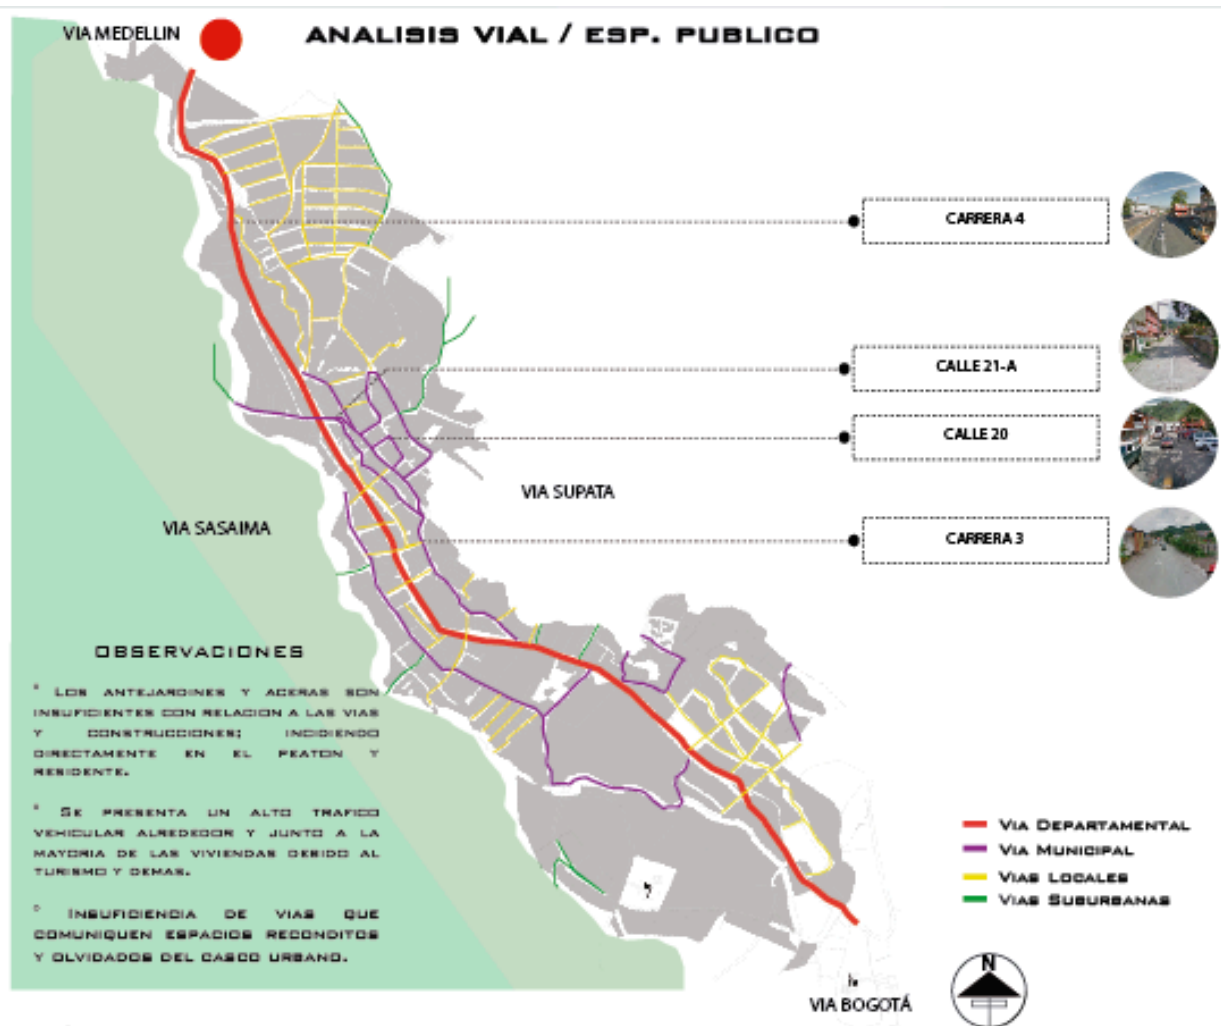 VIA MEDELLIN
ANALISIS VIAL / ESP. PUBLICO
CARRERA 4
CALLE 21-A
CALLE 20
VIA SUPATA
VIA SASAIMA
CARRERA 3
OBSERVACIONES
° LOS ANTEJARDINES Y ACERAS SON
INSUFICIENTES CON RELACION A LAS VIAS
Y CONSTRUCCIONES; INCIDIENDO
DIRECTAMENTE EN EL PEATON Y
RESIDENTE.
° SE PRESENTA UN ALTO TRAFICO
VEHICULAR ALREDEDOR Y JUNTO A LA
MAYORIA DE LAS VIVIENDAS DEBIDO AL
TURISMO Y DEMAS.
° INSUFICIENCIA DE VIAS QUE
COMUNIQUEN ESPACIOS RECONDITOS
Y OLVIDADOS DEL CASCO URBANO.
VIA DEPARTAMENTAL
VIA MUNICIPAL
VIAS LOCALES
VIAS SUBURBANAS
N
VIA BOGOTÁ